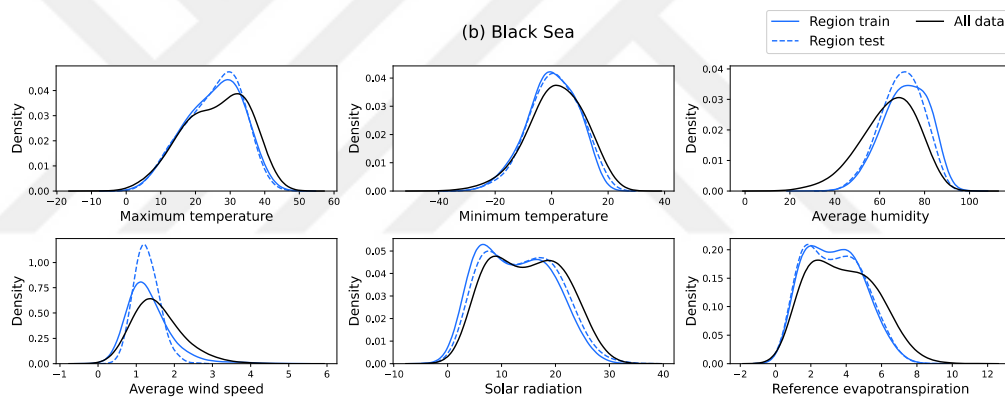 (b) Black Sea
Region train
Region test
All data
Density
0.04
0.03
0.02
0.01
0.00
−20 −10 0 10 20 30 40 50 60
Maximum temperature
Density
0.04
0.03
0.02
0.01
0.00
−40 −20 0 20 40
Minimum temperature
Density
0.04
0.03
0.02
0.01
0.00
0 20 40 60 80 100
Average humidity
Density
1.00
0.75
0.50
0.25
0.00
−1 0 1 2 3 4 5 6
Average wind speed
Density
0.05
0.04
0.03
0.02
0.01
0.00
−10 0 10 20 30 40
Solar radiation
Density
0.20
0.15
0.10
0.05
0.00
−2 0 2 4 6 8 10 12
Reference evapotranspiration